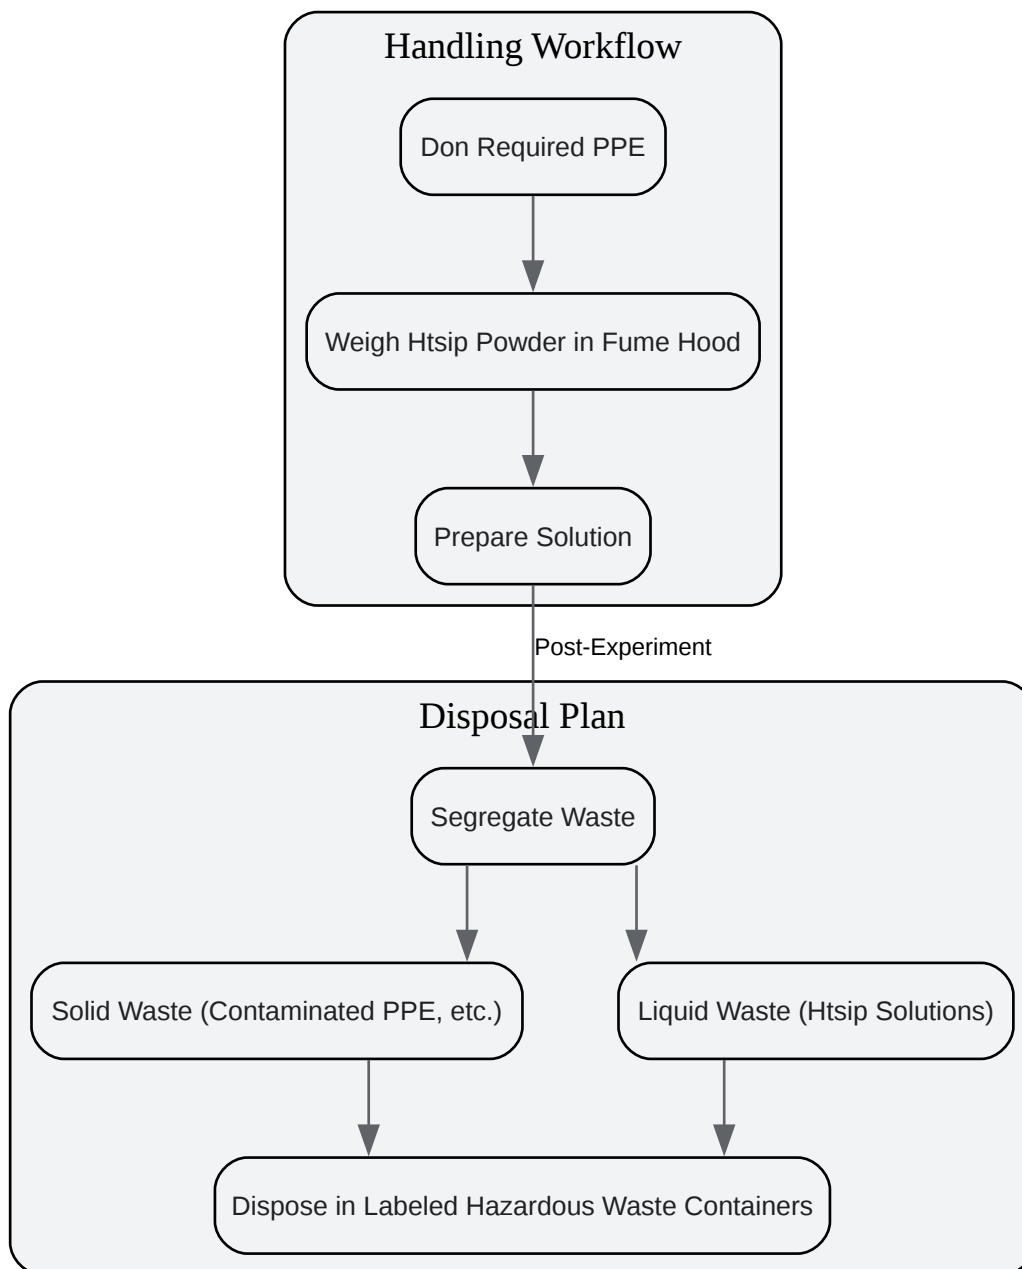 Handling Workflow
Don Required PPE
Weigh Htsip Powder in Fume Hood
Prepare Solution
Post-Experiment
Disposal Plan
Segregate Waste
Solid Waste (Contaminated PPE, etc.)
Liquid Waste (Htsip Solutions)
Dispose in Labeled Hazardous Waste Containers